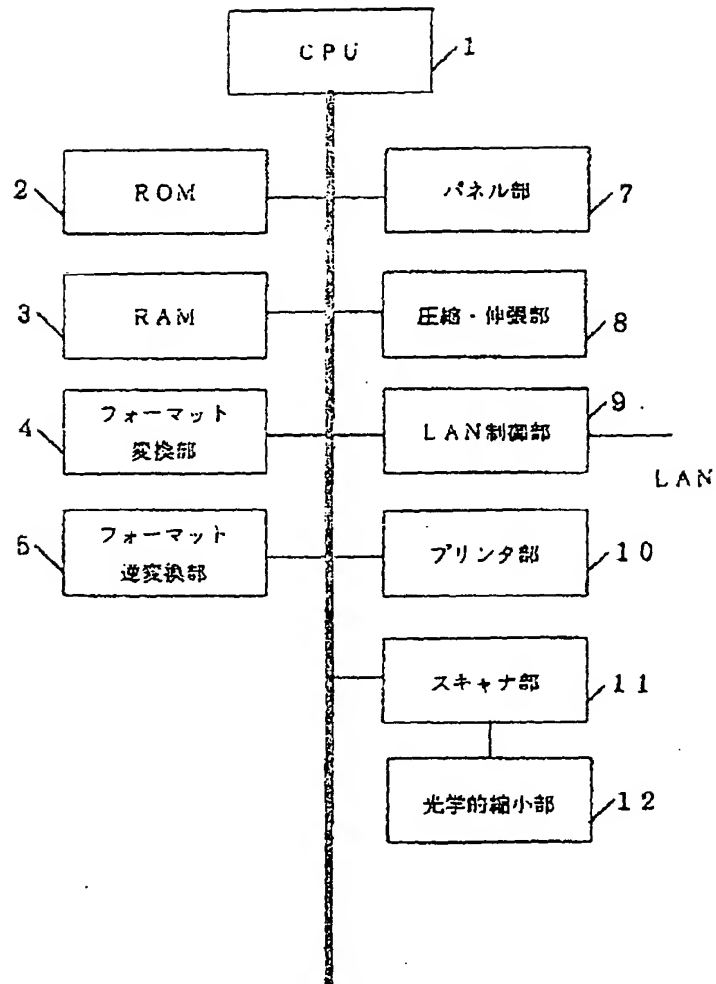 CPU
1
2
ROM
パネル部
7
3
RAM
圧縮・伸張部
8
4
フォーマット
変換部
LAN制御部
9
LAN
5
フォーマット
逆変換部
プリンタ部
10
スキャナ部
11
光学的縮小部
12